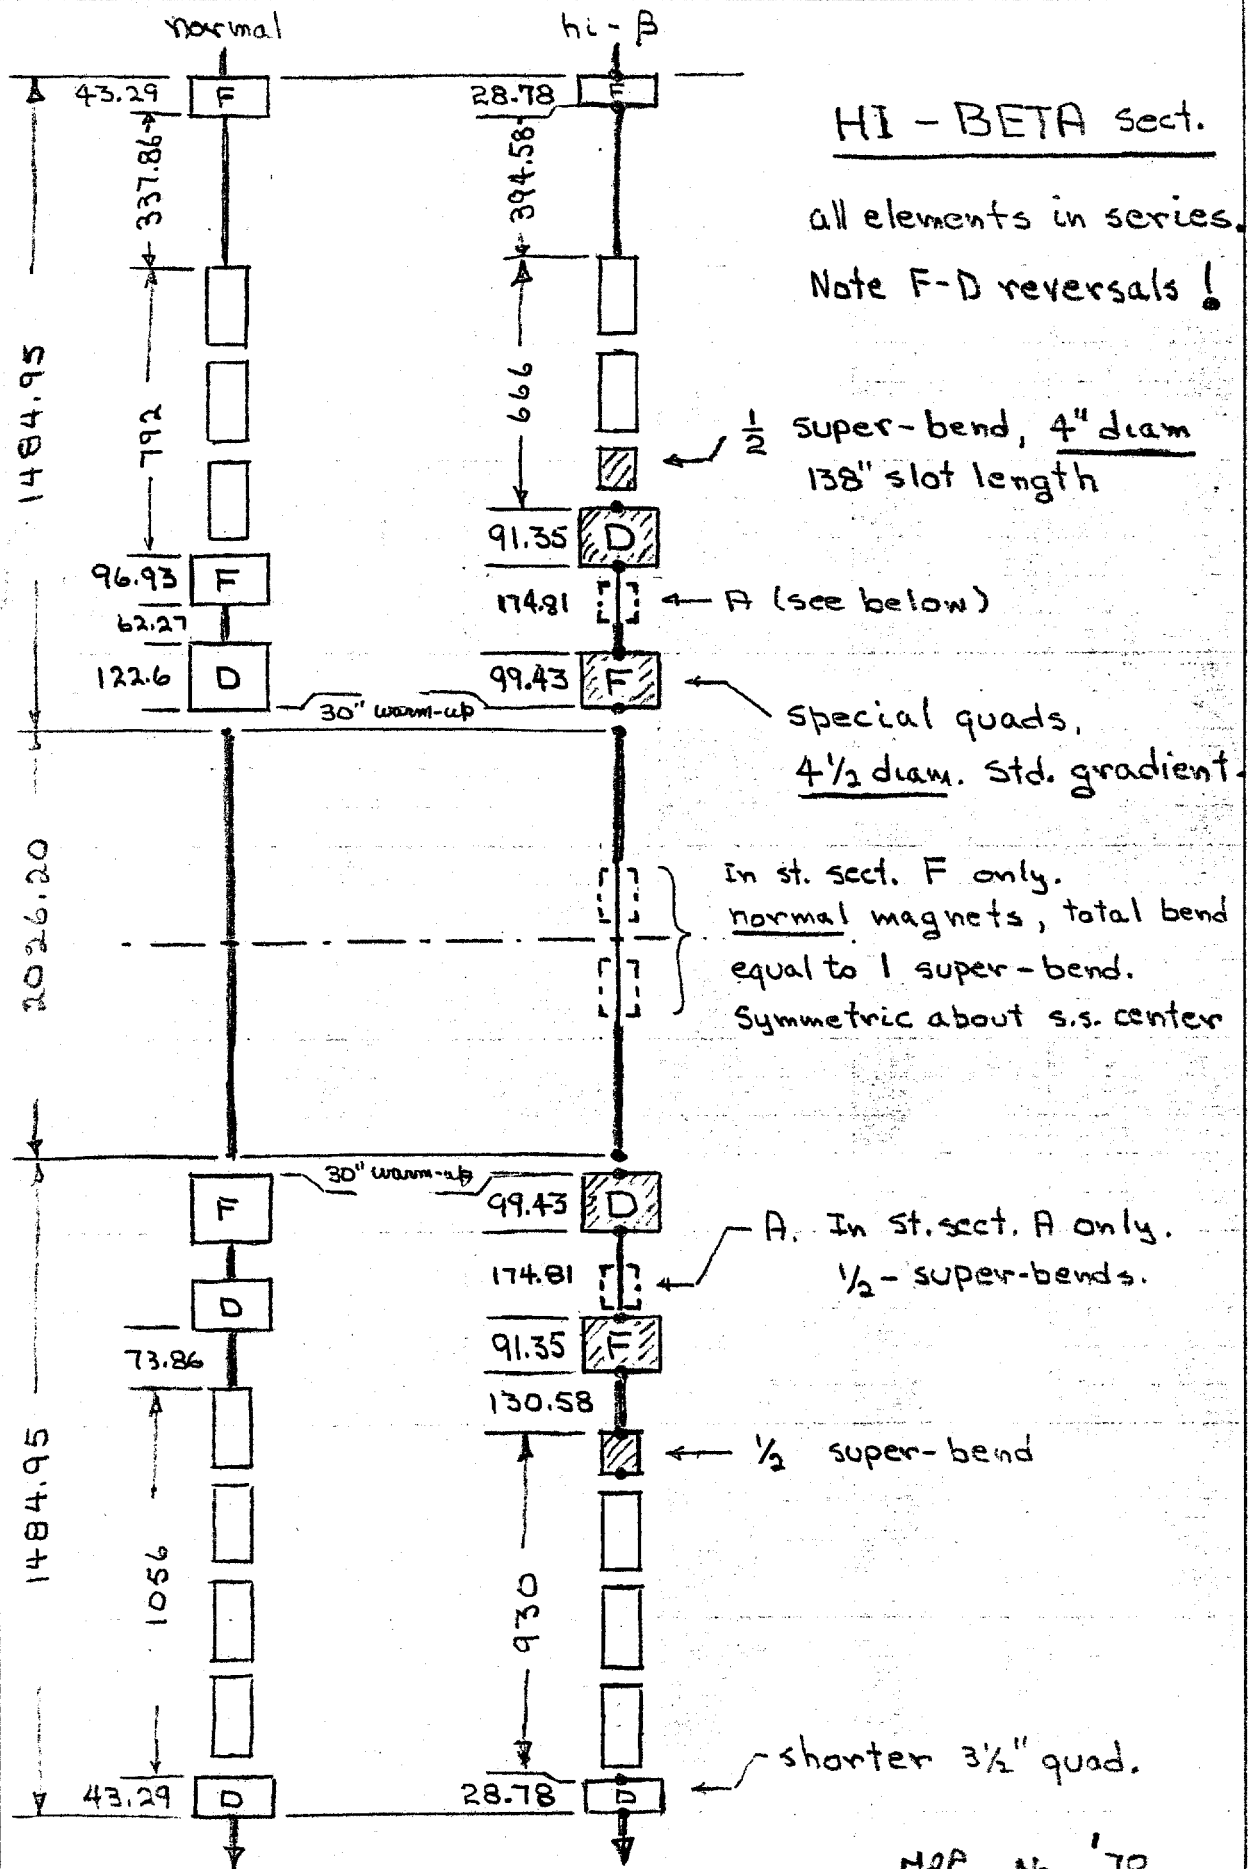 normal
hi-β
HI-BETA sect.
all elements in series.
Note F-D reversals !
43.29
F
28.78
F
337.86
394.58
1484.95
792
666
½ super-bend, 4" diam
138" slot length
96.93
F
91.35
D
62.27
174.81
A (see below)
122.6
D
99.43
F
30" warm-up
special quads,
4½ diam. Std. gradient.
2026.20
In st. sect. F only.
normal magnets, total bend
equal to 1 super-bend.
Symmetric about s.s. center
30" warm-up
F
99.43
D
A. In St. sect. A only.
½-super-bends.
174.81
D
91.35
F
73.86
130.58
½ super-bend
1484.95
1056
930
shorter 3½" quad.
43.29
D
28.78
D
'78